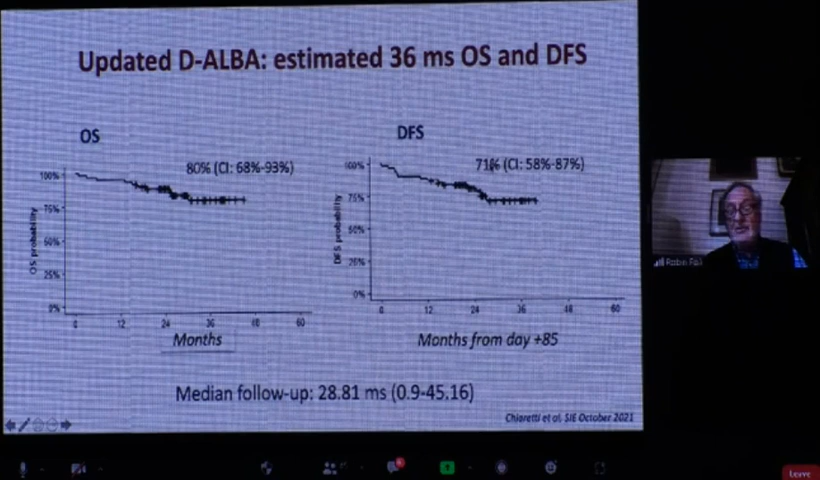 Updated D-ALBA: estimated 36 ms OS and DFS
OS
DFS
80% (CI: 68%-93%)
71% (CI: 58%-87%)
100%
75%
50%
25%
0%
OS probability
0
12
24
36
48
60
Months
100%
75%
50%
0%
DFS probability
0
12
24
36
48
60
Months from day +85
Median follow-up: 28.81 ms (0.9-45.16)
Chiaretti et al. SIE October 2021
Leave